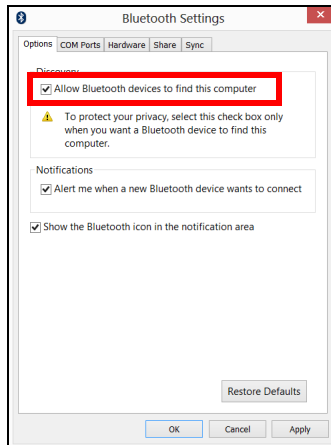 Bluetooth Settings
Options COM Ports Hardware Share Sync
Discovery
Allow Bluetooth devices to find this computer
To protect your privacy, select this check box only
when you want a Bluetooth device to find this
computer.
Notifications
Alert me when a new Bluetooth device wants to connect
Show the Bluetooth icon in the notification area
Restore Defaults
OK Cancel Apply